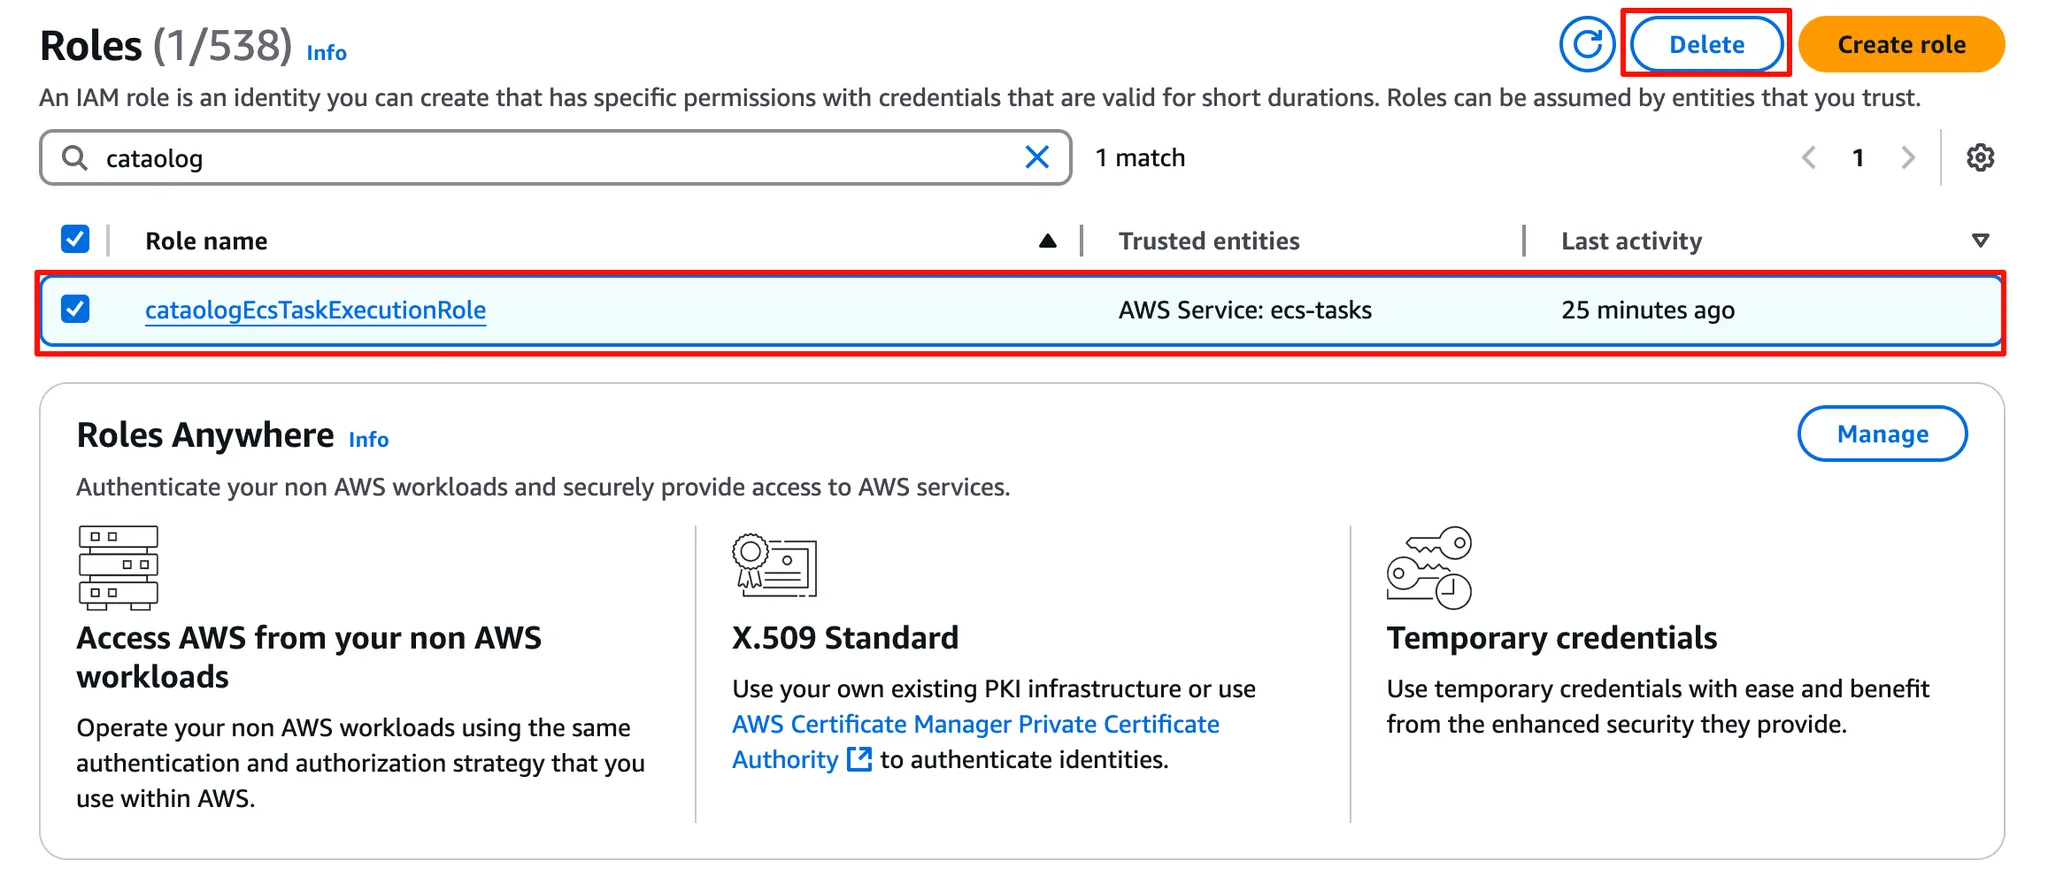 Roles (1/538) Info
Delete
Create role
An IAM role is an identity you can create that has specific permissions with credentials that are valid for short durations. Roles can be assumed by entities that you trust.
cataolog
1 match
1
Role name
Trusted entities
Last activity
cataologEcsTaskExecutionRole
AWS Service: ecs-tasks
25 minutes ago
Roles Anywhere Info
Manage
Authenticate your non AWS workloads and securely provide access to AWS services.
Access AWS from your non AWS
workloads
Operate your non AWS workloads using the same
authentication and authorization strategy that you
use within AWS.
X.509 Standard
Use your own existing PKI infrastructure or use
AWS Certificate Manager Private Certificate
Authority to authenticate identities.
Temporary credentials
Use temporary credentials with ease and benefit
from the enhanced security they provide.